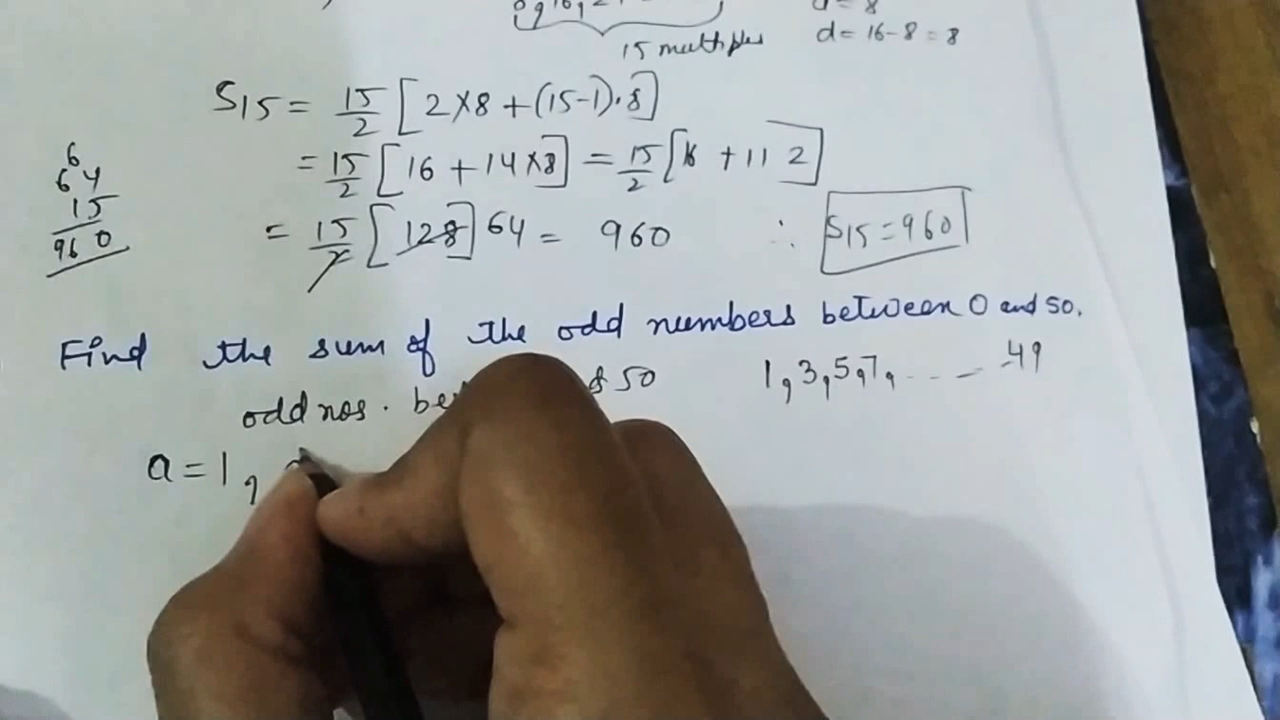 d = 16 - 8 = 8
15 multiples
S15 = 15/2 [2×8 + (15-1).8]
= 15/2 [16 + 14×8] = 15/2 [16 + 112]
= 15/2 [128] 64 = 960 ∴ S15 = 960
6
64
15
960
Find the sum of the odd numbers between 0 and 50.
odd nos. & 50 1, 3, 5, 7, ... 49
a = 1,